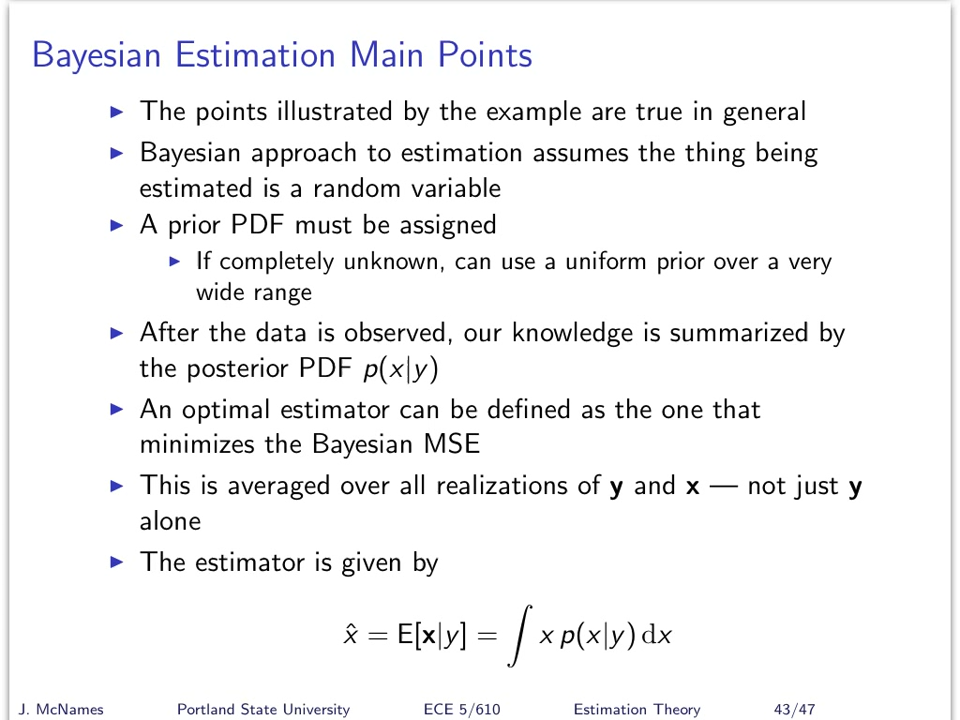 Bayesian Estimation Main Points
▶ The points illustrated by the example are true in general
▶ Bayesian approach to estimation assumes the thing being
estimated is a random variable
▶ A prior PDF must be assigned
▶ If completely unknown, can use a uniform prior over a very
wide range
▶ After the data is observed, our knowledge is summarized by
the posterior PDF p(x|y)
▶ An optimal estimator can be defined as the one that
minimizes the Bayesian MSE
▶ This is averaged over all realizations of y and x — not just y
alone
▶ The estimator is given by
x̂ = E[x|y] = ∫ x p(x|y) dx
J. McNames Portland State University ECE 5/610 Estimation Theory 43/47